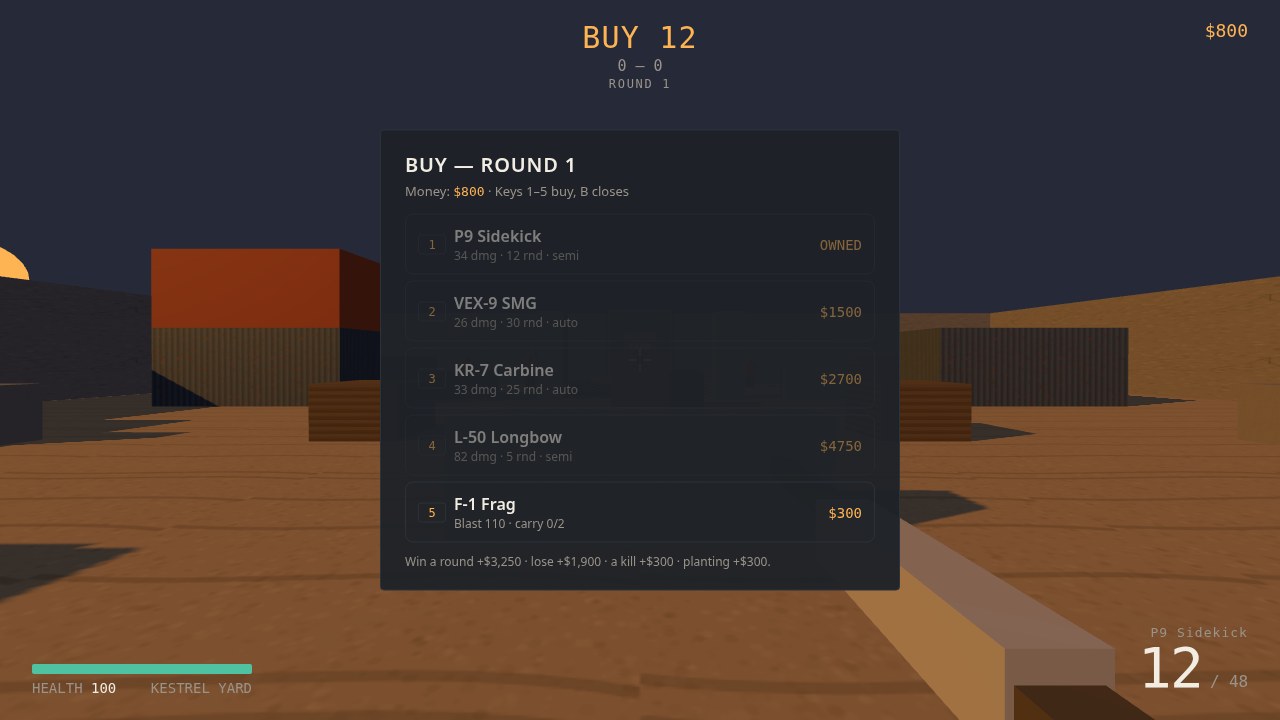 BUY 12
0 – 0
ROUND 1
$800
BUY — ROUND 1
Money: $800 · Keys 1–5 buy, B closes
1 P9 Sidekick OWNED
34 dmg · 12 rnd · semi
2 VEX-9 SMG $1500
26 dmg · 30 rnd · auto
3 KR-7 Carbine $2700
33 dmg · 25 rnd · auto
4 L-50 Longbow $4750
82 dmg · 5 rnd · semi
5 F-1 Frag $300
Blast 110 · carry 0/2
Win a round +$3,250 · lose +$1,900 · a kill +$300 · planting +$300.
HEALTH 100 KESTREL YARD
P9 Sidekick
12 / 48